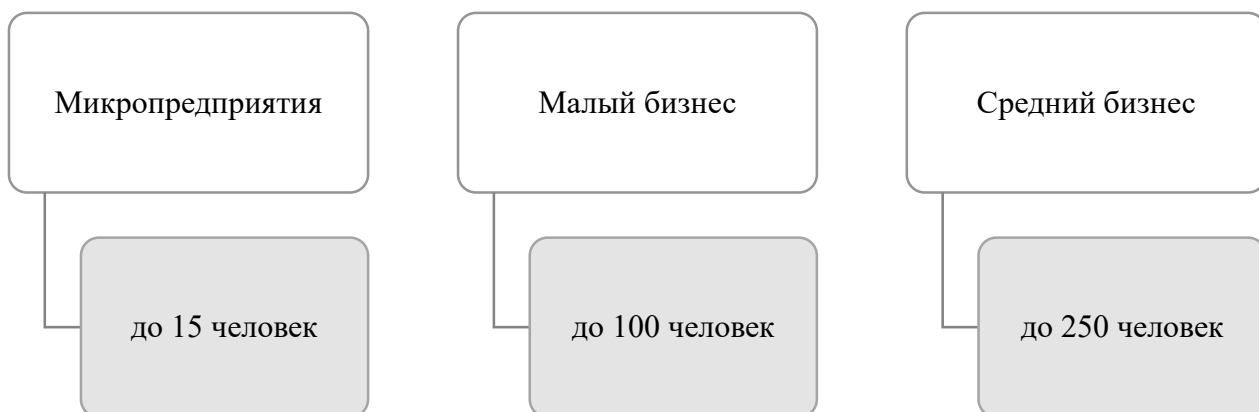 Микропредприятия
до 15 человек
Малый бизнес
до 100 человек
Средний бизнес
до 250 человек